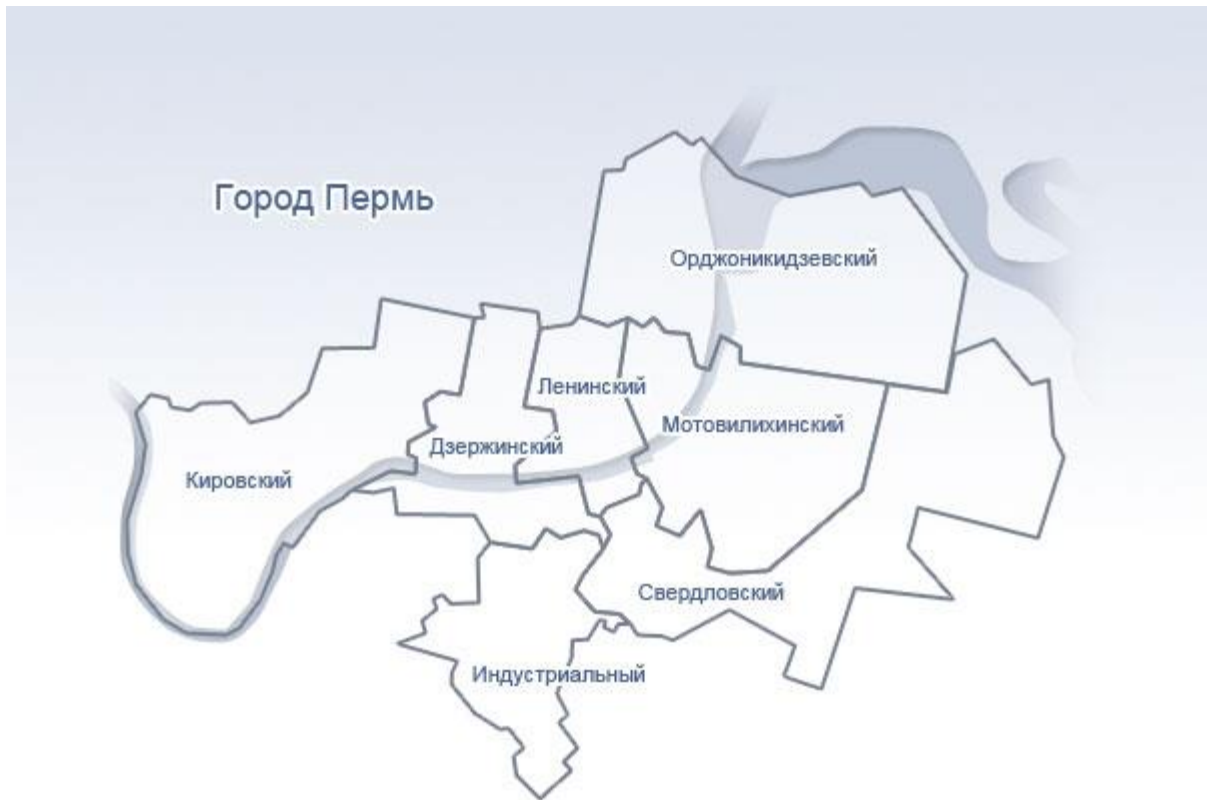 Город Пермь
Орджоникидзевский
Ленинский
Мотовилихинский
Дзержинский
Кировский
Свердловский
Индустриальный